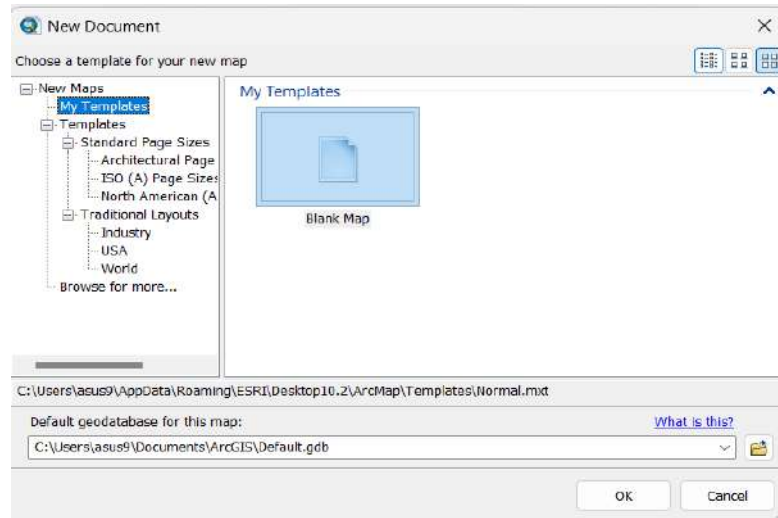 New Document
Choose a template for your new map
New Maps
My Templates
Templates
Standard Page Sizes
Architectural Page
ISO (A) Page Sizes
North American (A
Traditional Layouts
Industry
USA
World
Browse for more...
My Templates
Blank Map
C:\Users\asus9\AppData\Roaming\ESRI\Desktop10.2\ArcMap\Templates\Normal.mxt
Default geodatabase for this map:
What is this?
C:\Users\asus9\Documents\ArcGIS\Default.gdb
OK
Cancel